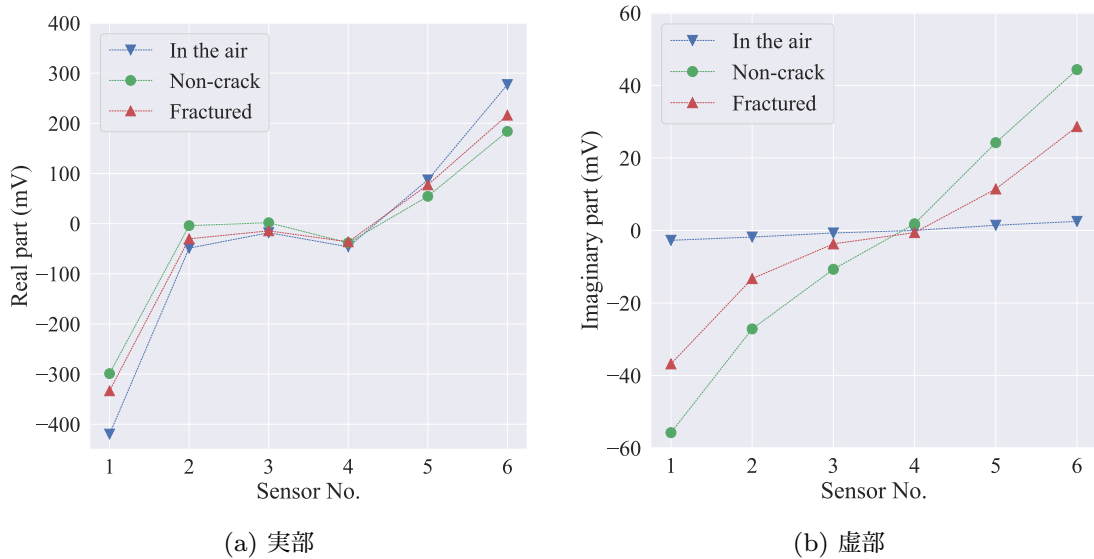 400
300
200
100
0
−100
−200
−300
−400
Real part (mV)
In the air
Non-crack
Fractured
1 2 3 4 5 6
Sensor No.
(a) 実部
60
40
20
0
−20
−40
−60
Imaginary part (mV)
In the air
Non-crack
Fractured
1 2 3 4 5 6
Sensor No.
(b) 虚部